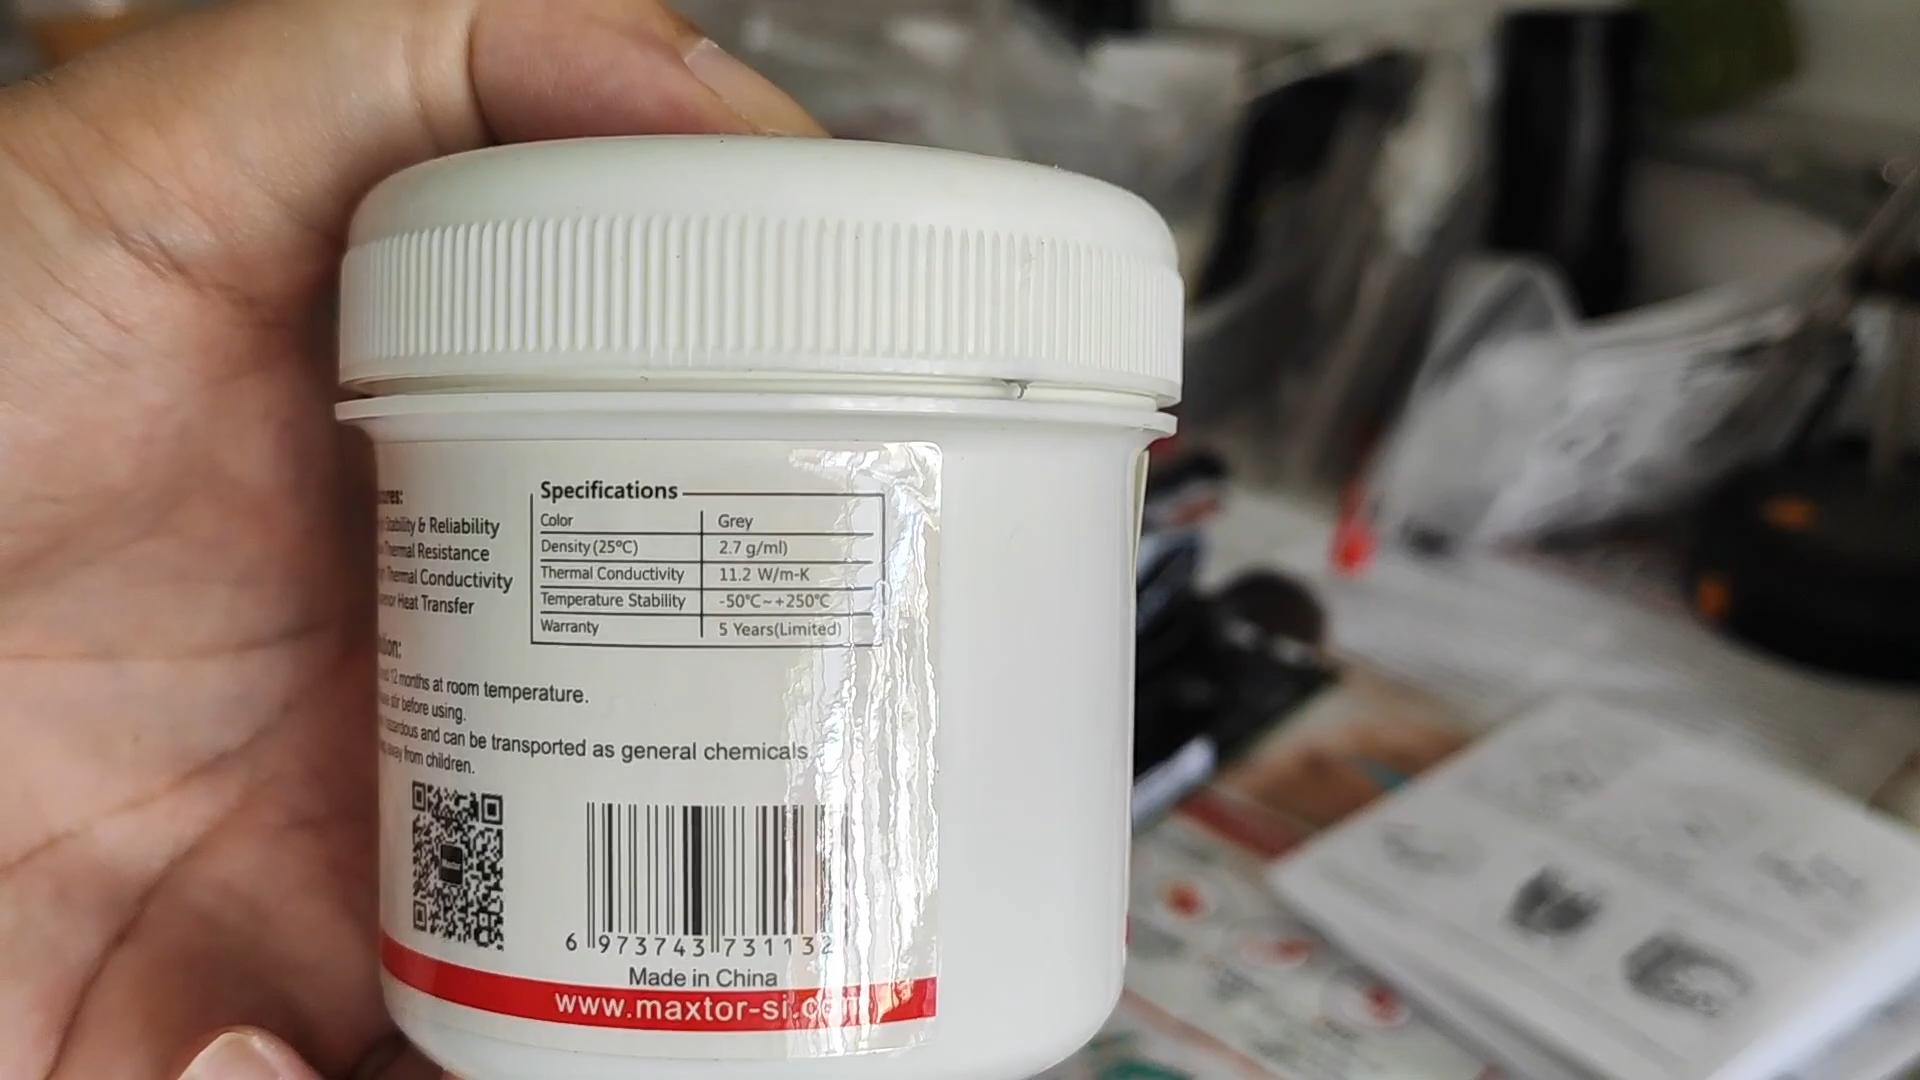 Specifications
Color Grey
Density (25°C) 2.7 g/ml)
Thermal Conductivity 11.2 W/m-K
Temperature Stability -50°C~+250°C
Warranty 5 Years(Limited)
Stability & Reliability
Thermal Resistance
Thermal Conductivity
Heat Transfer
12 months at room temperature.
stir before using.
and can be transported as general chemicals
away from children.
6 973743 731132
Made in China
www.maxtor-si.com